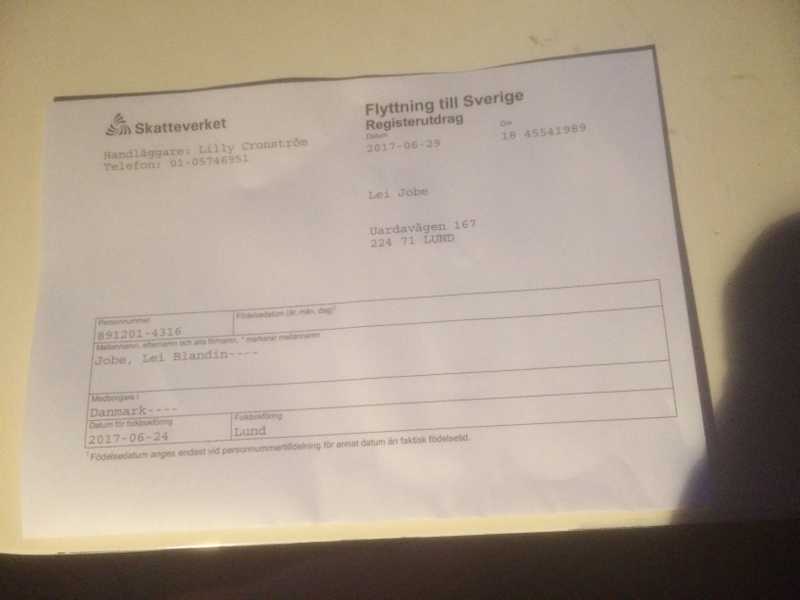 Skatteverket
Handläggare: Lilly Cronström
Telefon: 01-05746951
Flyttning till Sverige
Registerutdrag
Datum
2017-06-29
18 45541989
Lei Jobe
Uardavägen 167
224 71 LUND
Personnummer
891201-4316
Födelsedatum (år, mån, dag)¹
Mellannamn, efternamn och alla förnamn, * markerar mellannamn
Jobe, Lei Blandin----
Medborgare i
Danmark----
Datum för folkbokföring
2017-06-24
Folkbokföring
Lund
¹ Födelsedatum anges endast vid personnummertilldelning för annat datum än faktisk födelsetid.